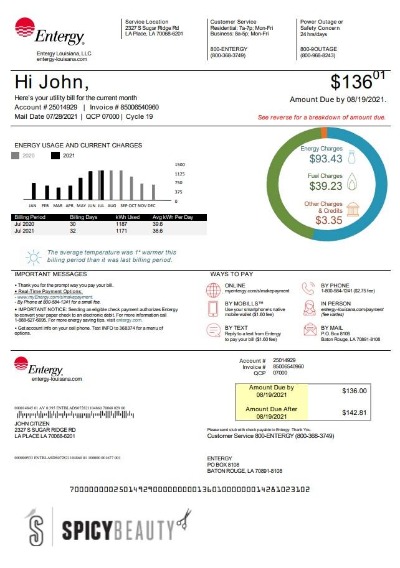 Entergy
Entergy Louisiana, LLC
entergy-louisiana.com
Service Location
2327 S Sugar Ridge Rd
LA Place, LA 70068-6201
Customer Service
Residential: 7a-7p; Mon-Fri
Business: 8a-5p, Mon-Fri
800-ENTERGY
(800-368-3749)
Power Outage or
Safety Concern
24 hrs/days
800-9OUTAGE
(800-968-8243)
Hi John,
Here's your utility bill for the current month
Account # 25014929 | Invoice # 85006540960
Mail Date 07/28/2021 | QCP 07000 | Cycle 19
$136.01
Amount Due by 08/19/2021.
See reverse for a breakdown of amount due.
ENERGY USAGE AND CURRENT CHARGES
2020 2021
1500
1125
750
375
0
JAN FEB MAR APR MAY JUN JUL AUG SEP OCT NOV DEC
Billing Period Billing Days kWh Used Avg kWh Per Day
Jul 2020 30 1187 39.6
Jul 2021 32 1171 36.6
Energy Charges
$93.43
Fuel Charges
$39.23
Other Charges
& Credits
$3.35
The average temperature was 1° warmer this
billing period then it was last billing period.
IMPORTANT MESSAGES
• Thank you for the prompt way you pay your bill.
• Real-Time Payment Options:
- www.myEntergy.com/makepayment.
- By Phone at 800-584-1241 for a small fee.
• IMPORTANT NOTICE: Sending an eligible check payment authorizes Entergy
to convert your paper check to an electronic debit. For more information call
For more energy saving tips, visit entergy.com.
• Get account info on your cell phone. Text INFO to 368374 for a menu of
options.
WAYS TO PAY
ONLINE
myEntergy.com/makepayment
BY MOBILE
Use your smartphone's native
mobile wallet ($1.00 fee)
BY TEXT
Reply to a text from Entergy
to pay your bill ($1.00 fee)
BY PHONE
1-800-584-1241 ($2.75 fee)
IN PERSON
entergy-louisiana.com/payment
(fee varies)
BY MAIL
P.O. Box 8108
Baton Rouge, LA 70891-8108
Entergy
entergy-louisiana.com
Account # 25014929
Invoice # 85006540960
QCP 07000
Amount Due by
08/19/2021
$136.00
Amount Due After
08/19/2021
$142.81
JOHN CITIZEN
2327 S SUGAR RIDGE RD
LA PLACE LA 70068-6201
Please send cut with check payable to Entergy. Thank You.
Customer Service 800-ENTERGY (800-368-3749)
ENTERGY
PO BOX 8108
BATON ROUGE, LA 70891-8108
S SPICYBEAUTY